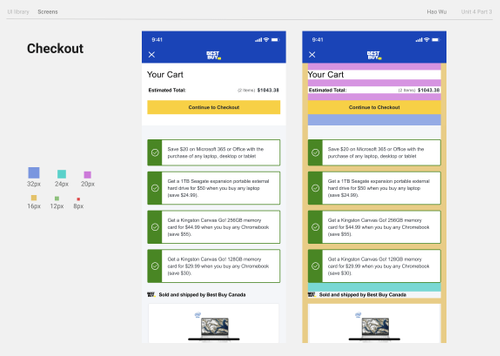 UI library
Screens
Hao Wu
Unit 4 Part 2
Checkout
32px
24px
20px
16px
12px
8px
9:41
BEST
BUY
Your Cart
Estimated Total:
(2 items) $1043.38
Continue to Checkout
Save $20 on Microsoft 365 or Office with the
purchase of any laptop, desktop or tablet
Get a 1TB Seagate expansion portable external
hard drive for $50 when you buy any laptop
(save $24.99).
Get a Kingston Canvas Go! 256GB memory
card for $44.99 when you buy any Chromebook
(save $55).
Get a Kingston Canvas Go! 128GB memory
card for $29.99 when you buy any Chromebook
(save $30).
Sold and shipped by Best Buy Canada
9:41
BEST
BUY
Your Cart
Estimated Total:
(2 items) $1043.38
Continue to Checkout
Save $20 on Microsoft 365 or Office with the
purchase of any laptop, desktop or tablet
Get a 1TB Seagate expansion portable external
hard drive for $50 when you buy any laptop
(save $24.99).
Get a Kingston Canvas Go! 256GB memory
card for $44.99 when you buy any Chromebook
(save $55).
Get a Kingston Canvas Go! 128GB memory
card for $29.99 when you buy any Chromebook
(save $30).
Sold and shipped by Best Buy Canada